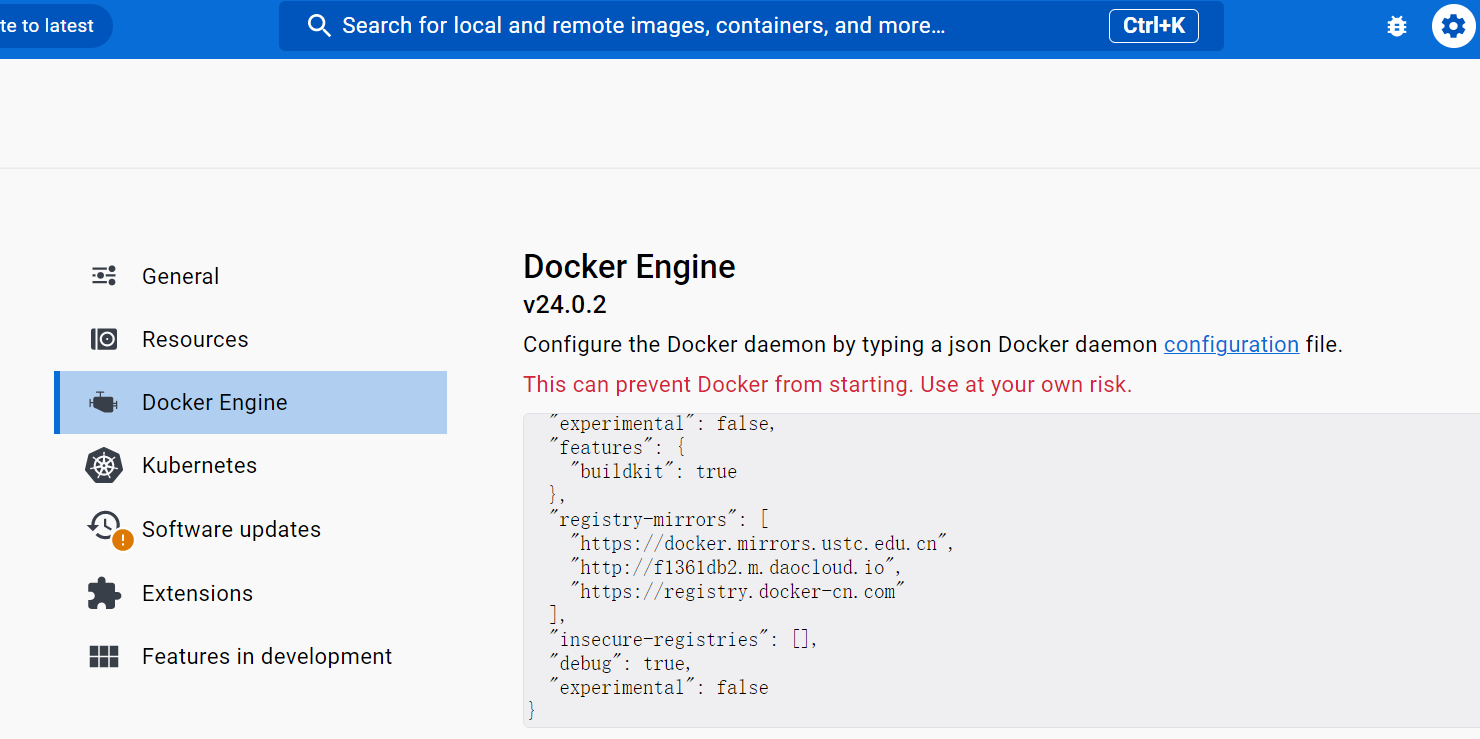 te to latest
Search for local and remote images, containers, and more...
Ctrl+K
General
Resources
Docker Engine
Kubernetes
Software updates
Extensions
Features in development
Docker Engine
v24.0.2
Configure the Docker daemon by typing a json Docker daemon configuration file.
This can prevent Docker from starting. Use at your own risk.
"experimental": false,
"features": {
"buildkit": true
},
"registry-mirrors": [
"https://docker.mirrors.ustc.edu.cn",
"http://f1361db2.m.daocloud.io",
"https://registry.docker-cn.com"
],
"insecure-registries": [],
"debug": true,
"experimental": false
}